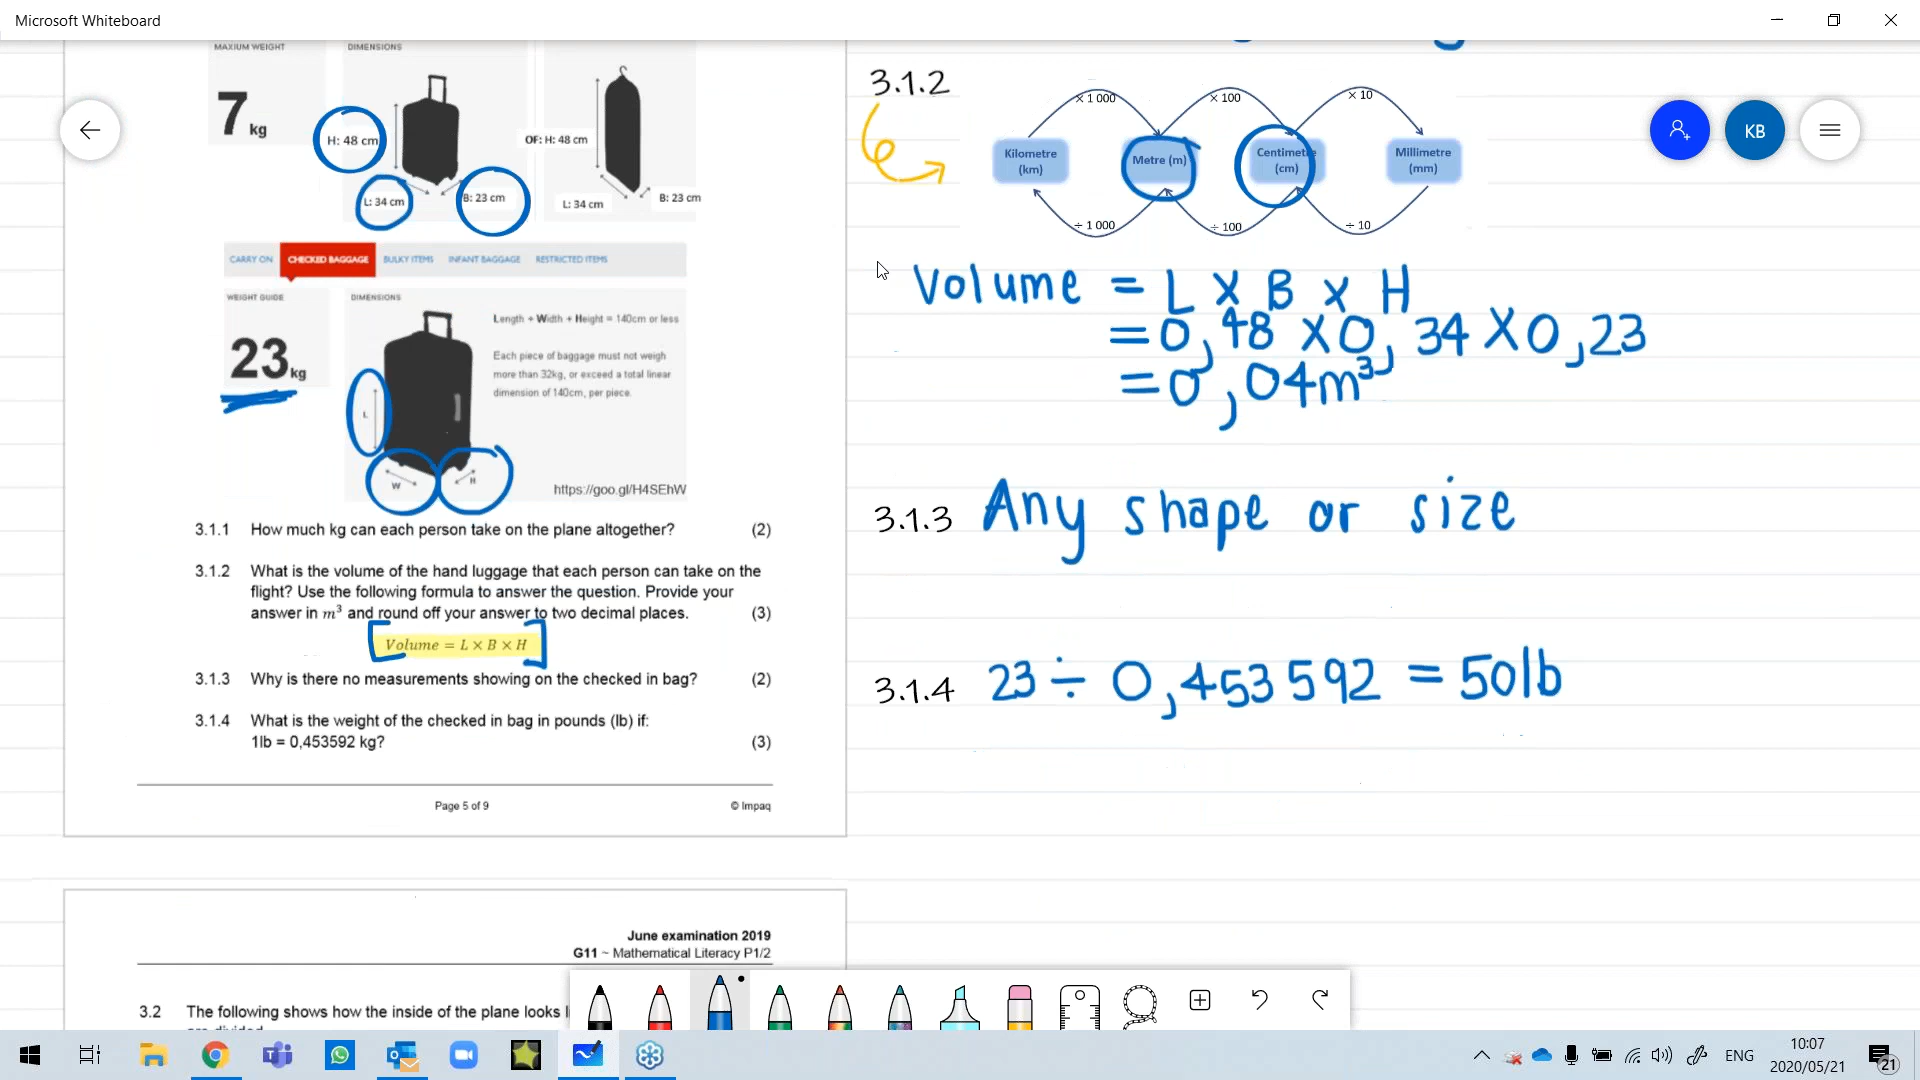 Microsoft Whiteboard
MAXIUM WEIGHT
DIMENSIONS
7 kg
H: 48 cm
L: 34 cm
B: 23 cm
OF: H: 48 cm
L: 34 cm
B: 23 cm
CARRY ON
CHECKED BAGGAGE
BULKY ITEMS
INFANT BAGGAGE
RESTRICTED ITEMS
WEIGHT GUIDE
DIMENSIONS
23 kg
Length + Width + Height = 140cm or less
Each piece of baggage must not weigh
more than 32kg, or exceed a total linear
dimension of 140cm, per piece.
L
W
H
https://goo.gl/H4SEhW
3.1.1 How much kg can each person take on the plane altogether? (2)
3.1.2 What is the volume of the hand luggage that each person can take on the
flight? Use the following formula to answer the question. Provide your
answer in m³ and round off your answer to two decimal places. (3)
Volume = L × B × H
3.1.3 Why is there no measurements showing on the checked in bag? (2)
3.1.4 What is the weight of the checked in bag in pounds (lb) if:
1lb = 0,453592 kg? (3)
Page 5 of 9
© Impaq
June examination 2019
G11 ~ Mathematical Literacy P1/2
3.2 The following shows how the inside of the plane looks
3.1.2
× 1 000
× 100
× 10
Kilometre
(km)
Metre (m)
Centimetre
(cm)
Millimetre
(mm)
÷ 1 000
÷ 100
÷ 10
Volume = L X B X H
= 0,48 X 0,34 X 0,23
= 0,04m³
3.1.3 Any shape or size
3.1.4 23 ÷ 0,453592 = 50lb
KB
ENG
10:07
2020/05/21
21